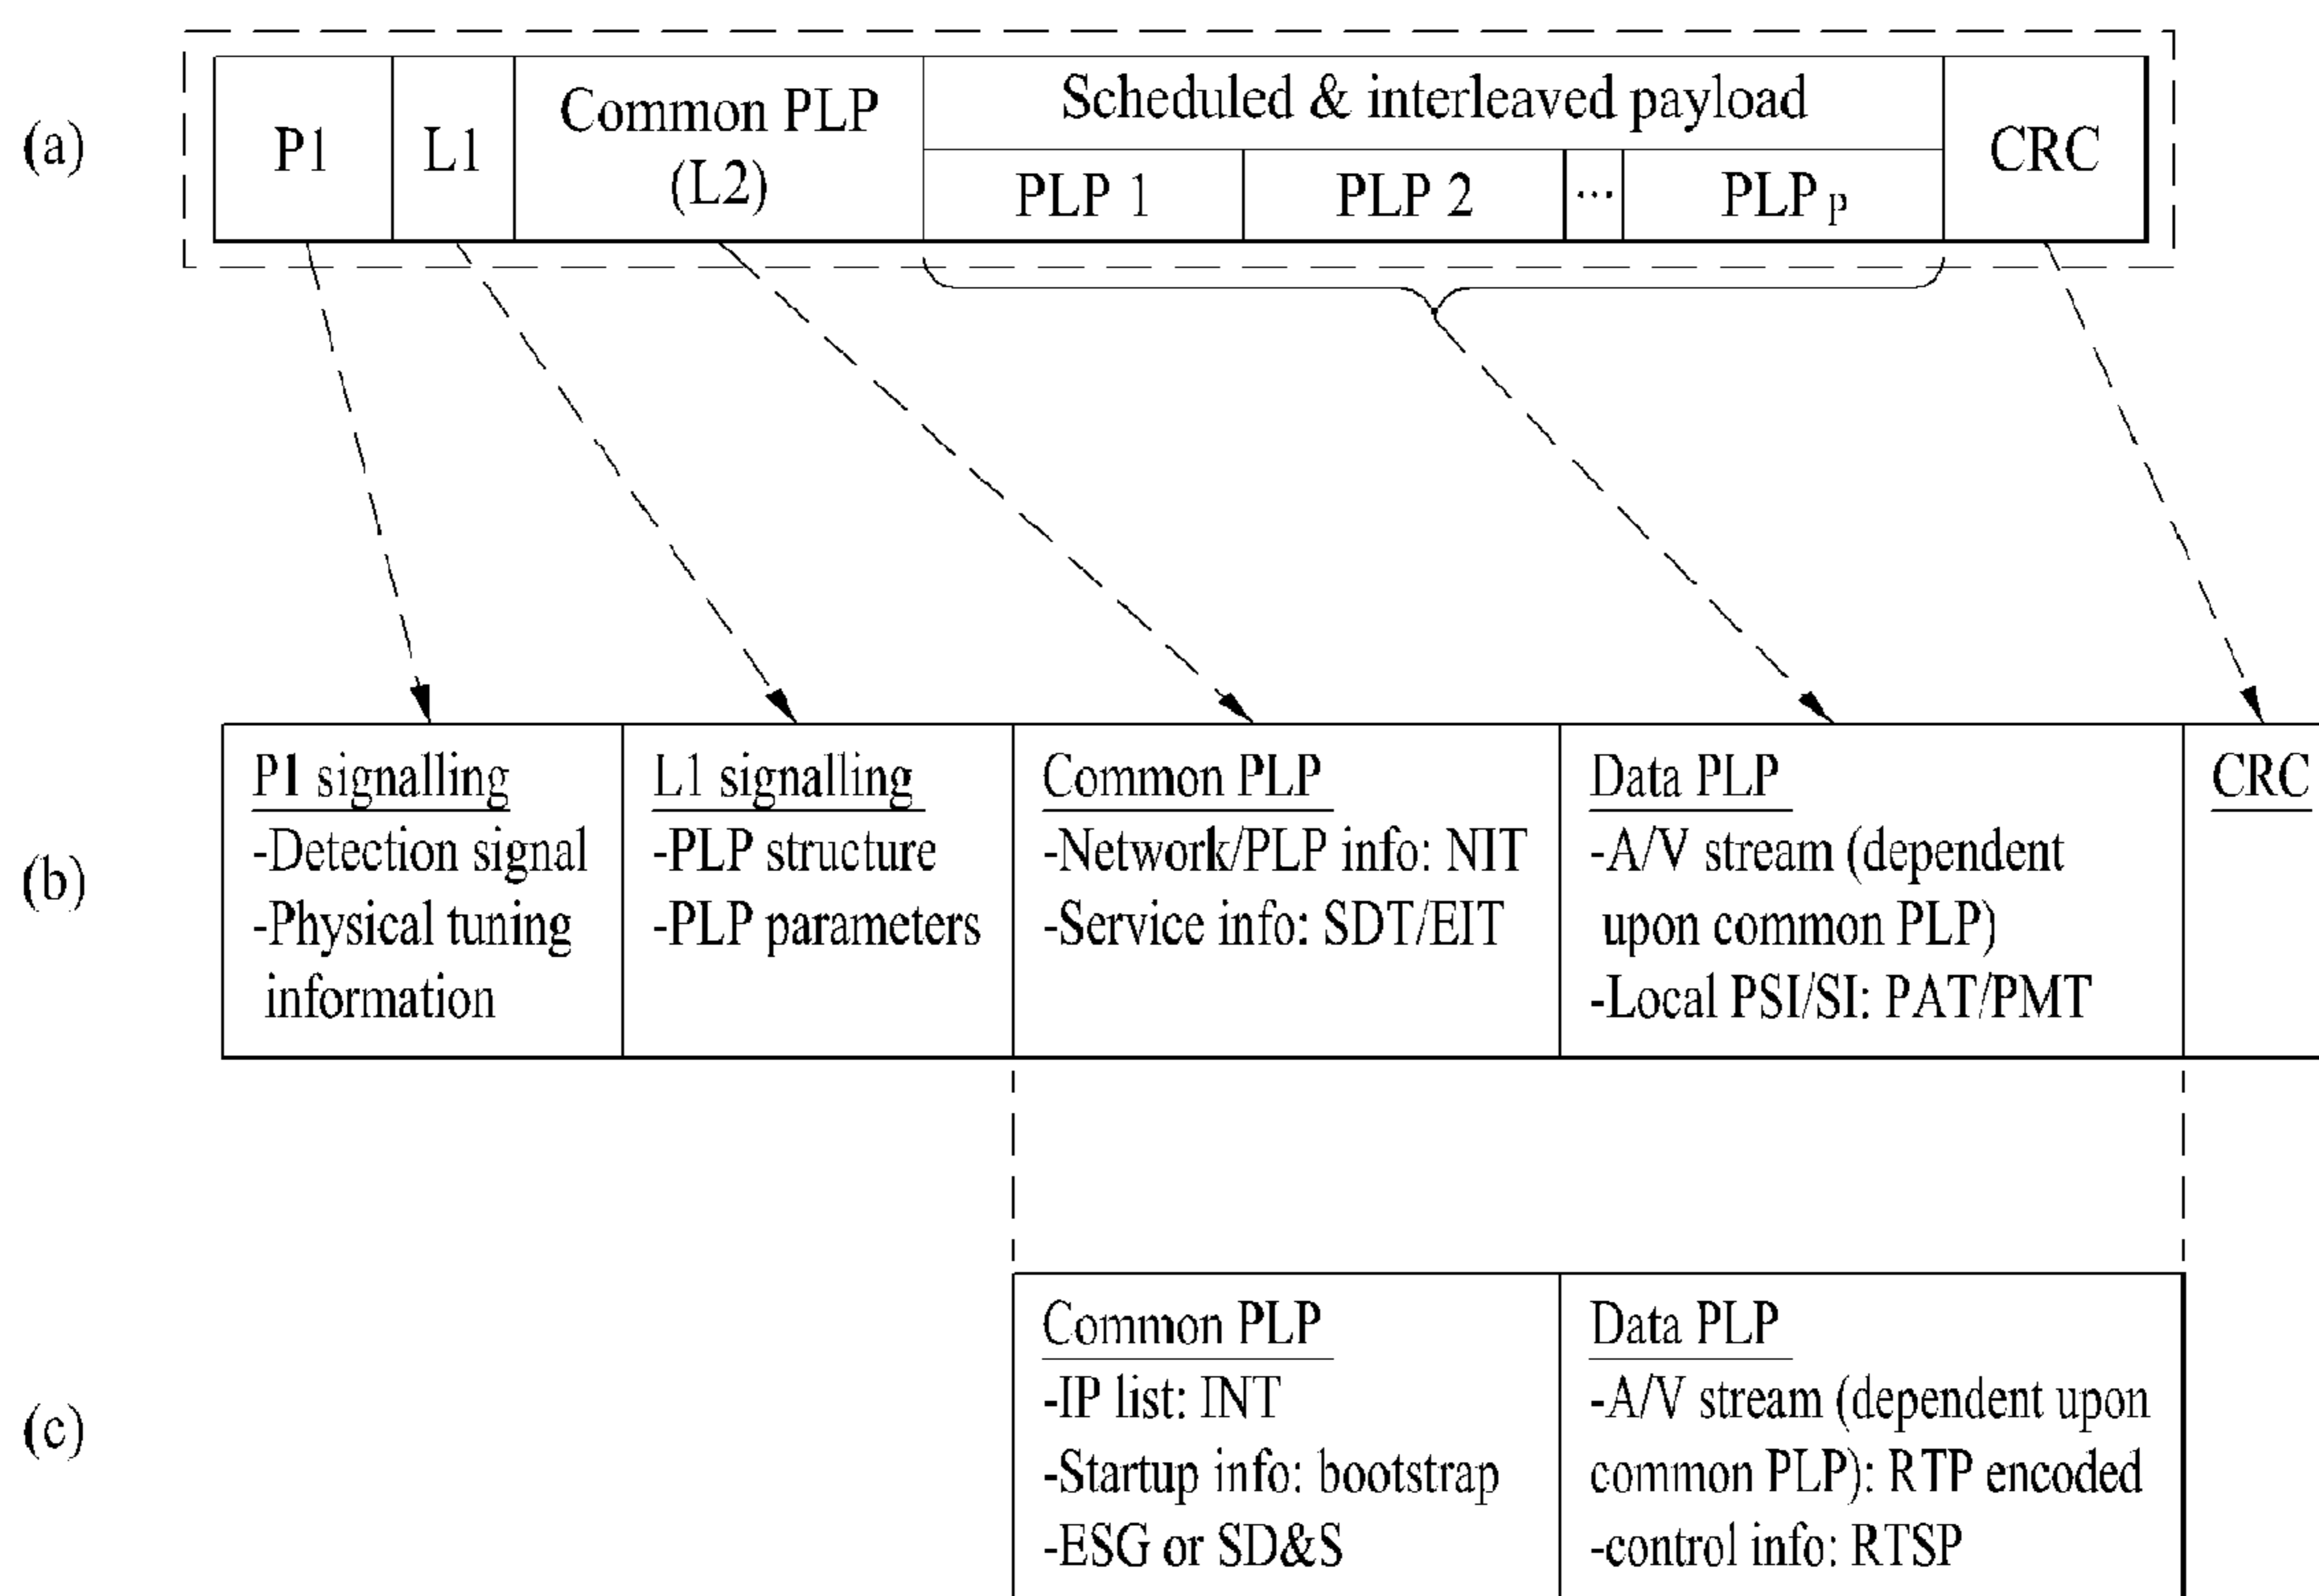 (a)
P1
L1
Common PLP
(L2)
Scheduled & interleaved payload
PLP 1
PLP 2
...
PLP P
CRC
(b)
P1 signalling
-Detection signal
-Physical tuning
information
L1 signalling
-PLP structure
-PLP parameters
Common PLP
-Network/PLP info: NIT
-Service info: SDT/EIT
Data PLP
-A/V stream (dependent
upon common PLP)
-Local PSI/SI: PAT/PMT
CRC
(c)
Common PLP
-IP list: INT
-Startup info: bootstrap
-ESG or SD&S
Data PLP
-A/V stream (dependent upon
common PLP): RTP encoded
-control info: RTSP